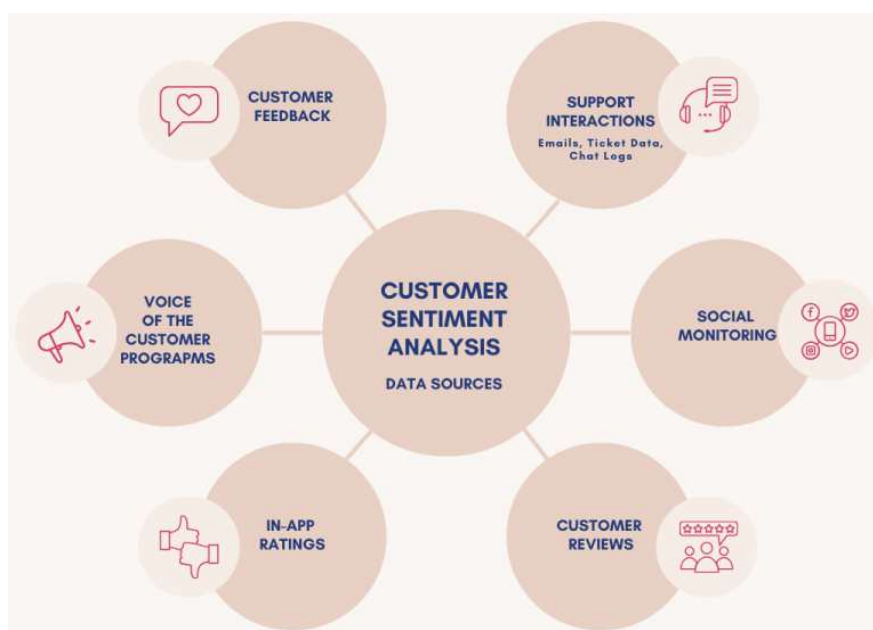 CUSTOMER
FEEDBACK
SUPPORT
INTERACTIONS
Emails, Ticket Data,
Chat Logs
VOICE
OF THE
CUSTOMER
PROGRAPMS
CUSTOMER
SENTIMENT
ANALYSIS
DATA SOURCES
SOCIAL
MONITORING
IN-APP
RATINGS
CUSTOMER
REVIEWS